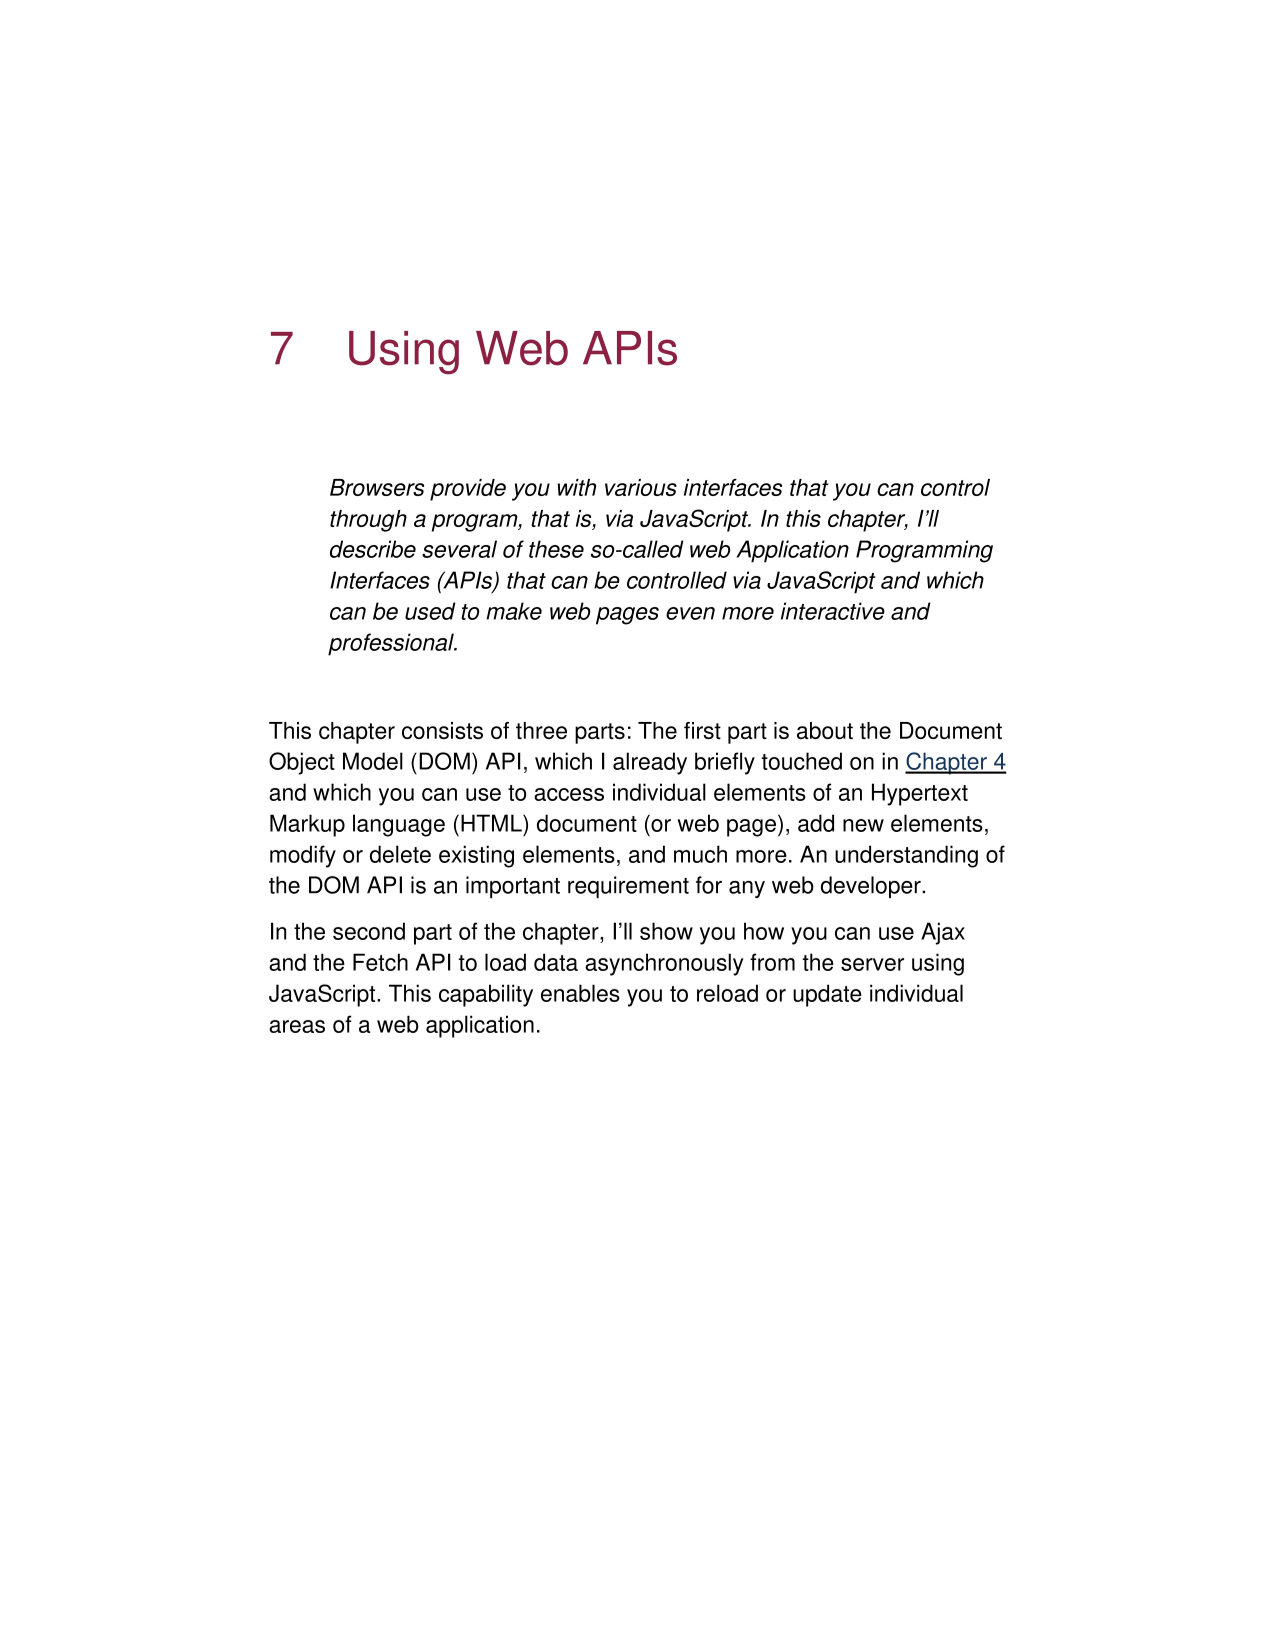 7 Using Web APIs
Browsers provide you with various interfaces that you can control
through a program, that is, via JavaScript. In this chapter, I’ll
describe several of these so-called web Application Programming
Interfaces (APIs) that can be controlled via JavaScript and which
can be used to make web pages even more interactive and
professional.
This chapter consists of three parts: The first part is about the Document
Object Model (DOM) API, which I already briefly touched on in Chapter 4
and which you can use to access individual elements of an Hypertext
Markup language (HTML) document (or web page), add new elements,
modify or delete existing elements, and much more. An understanding of
the DOM API is an important requirement for any web developer.
In the second part of the chapter, I’ll show you how you can use Ajax
and the Fetch API to load data asynchronously from the server using
JavaScript. This capability enables you to reload or update individual
areas of a web application.